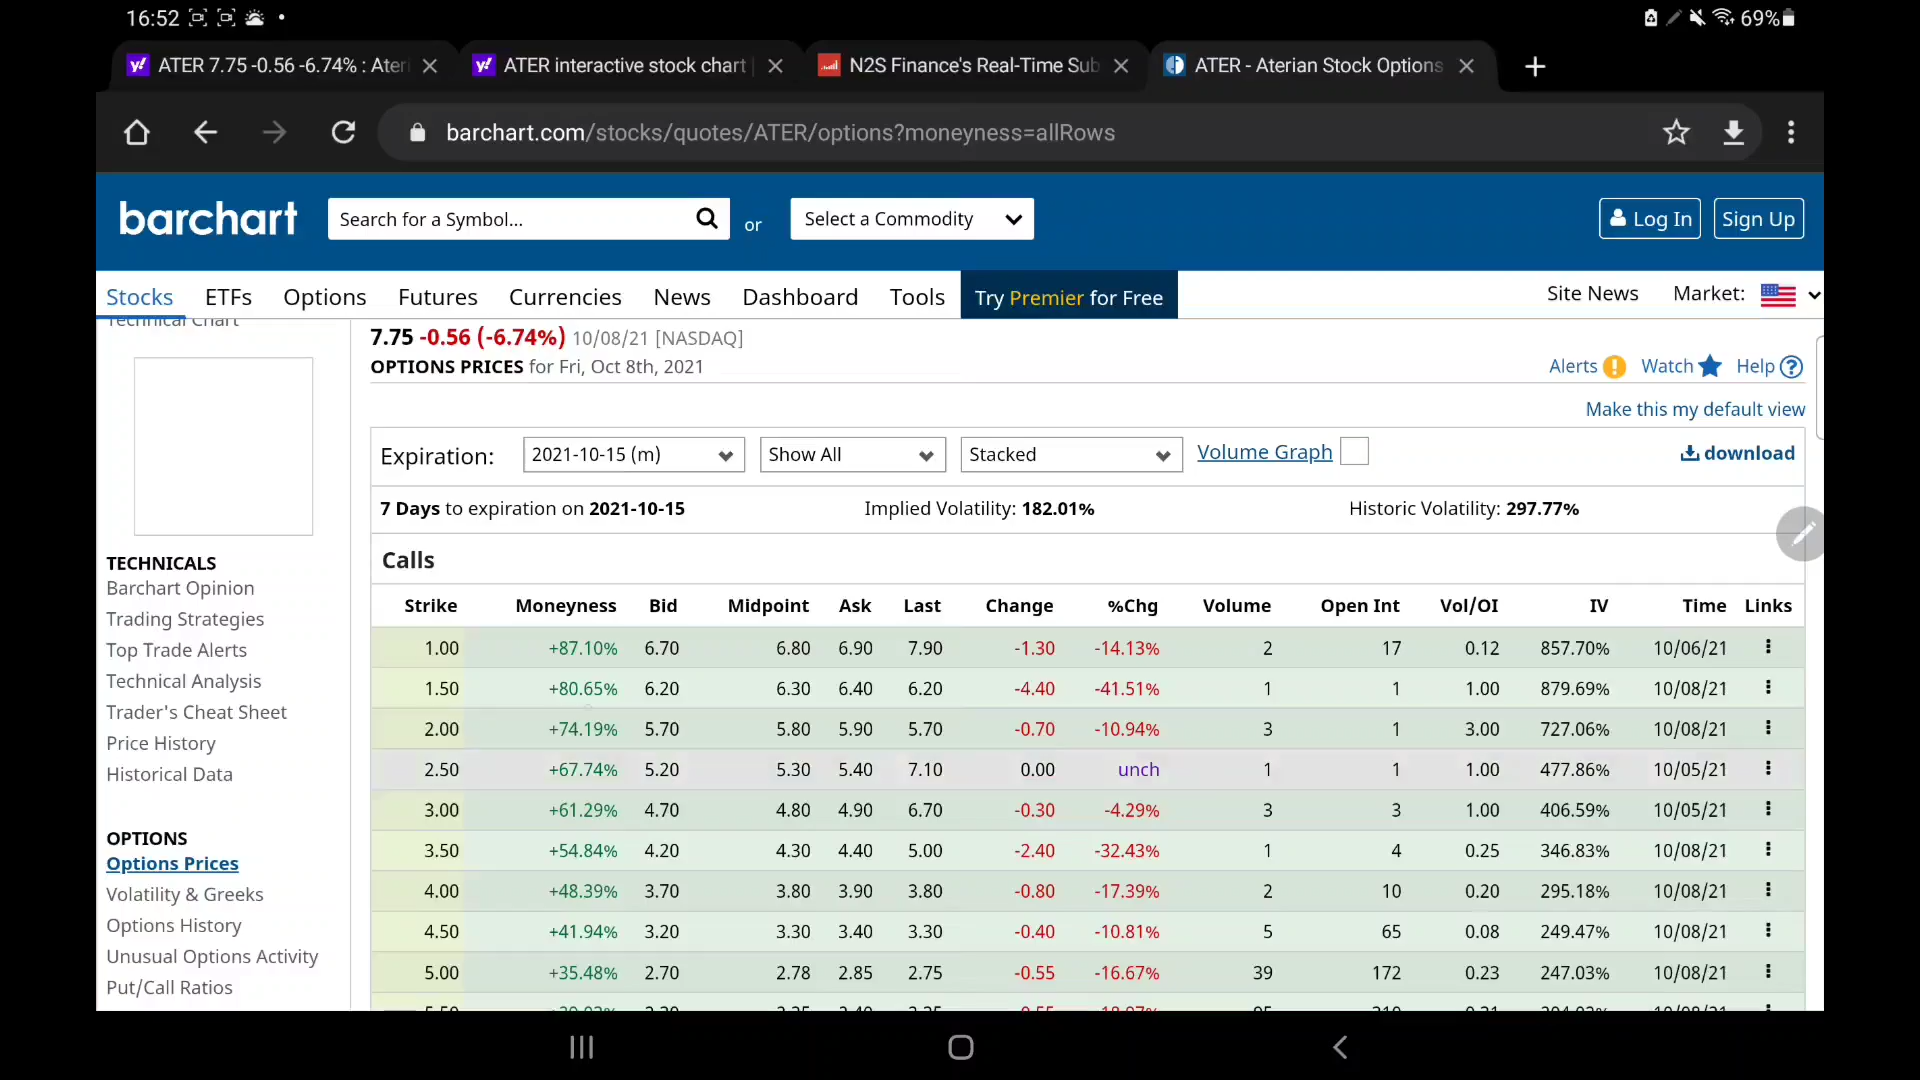 16:52
69%
ATER 7.75 -0.56 -6.74% : Ateri
ATER interactive stock chart
N2S Finance's Real-Time Sub
ATER - Aterian Stock Options
barchart.com/stocks/quotes/ATER/options?moneyness=allRows
barchart
Search for a Symbol...
or
Select a Commodity
Log In
Sign Up
Stocks ETFs Options Futures Currencies News Dashboard Tools Try Premier for Free Site News Market:
Technical Chart
7.75 -0.56 (-6.74%) 10/08/21 [NASDAQ]
OPTIONS PRICES for Fri, Oct 8th, 2021
Alerts Watch Help
Make this my default view
Expiration: 2021-10-15 (m) Show All Stacked Volume Graph download
7 Days to expiration on 2021-10-15 Implied Volatility: 182.01% Historic Volatility: 297.77%
Calls
Strike Moneyness Bid Midpoint Ask Last Change %Chg Volume Open Int Vol/OI IV Time Links
1.00 +87.10% 6.70 6.80 6.90 7.90 -1.30 -14.13% 2 17 0.12 857.70% 10/06/21
1.50 +80.65% 6.20 6.30 6.40 6.20 -4.40 -41.51% 1 1 1.00 879.69% 10/08/21
2.00 +74.19% 5.70 5.80 5.90 5.70 -0.70 -10.94% 3 1 3.00 727.06% 10/08/21
2.50 +67.74% 5.20 5.30 5.40 7.10 0.00 unch 1 1 1.00 477.86% 10/05/21
3.00 +61.29% 4.70 4.80 4.90 6.70 -0.30 -4.29% 3 3 1.00 406.59% 10/05/21
3.50 +54.84% 4.20 4.30 4.40 5.00 -2.40 -32.43% 1 4 0.25 346.83% 10/08/21
4.00 +48.39% 3.70 3.80 3.90 3.80 -0.80 -17.39% 2 10 0.20 295.18% 10/08/21
4.50 +41.94% 3.20 3.30 3.40 3.30 -0.40 -10.81% 5 65 0.08 249.47% 10/08/21
5.00 +35.48% 2.70 2.78 2.85 2.75 -0.55 -16.67% 39 172 0.23 247.03% 10/08/21
TECHNICALS
Barchart Opinion
Trading Strategies
Top Trade Alerts
Technical Analysis
Trader's Cheat Sheet
Price History
Historical Data
OPTIONS
Options Prices
Volatility & Greeks
Options History
Unusual Options Activity
Put/Call Ratios